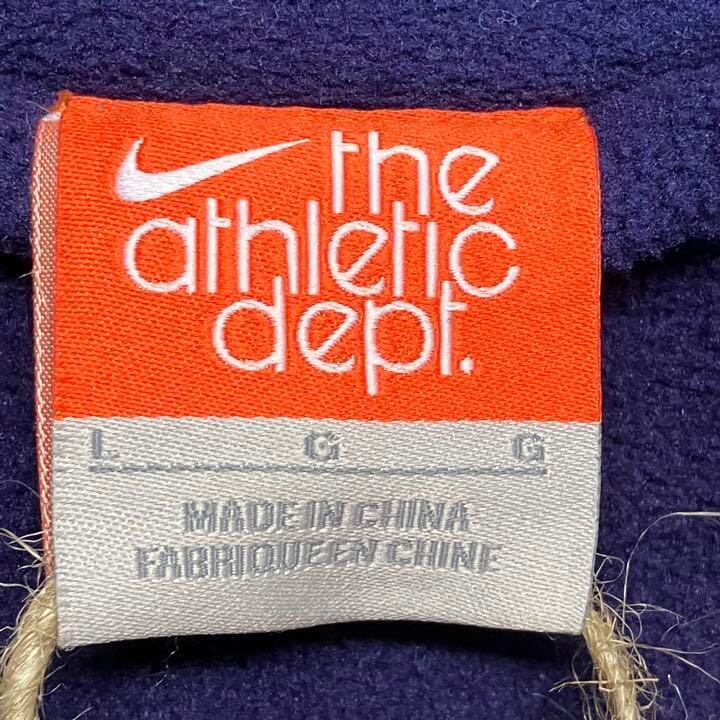 the
athletic
dept.
L G G
MADE IN CHINA
FABRIQUE EN CHINE